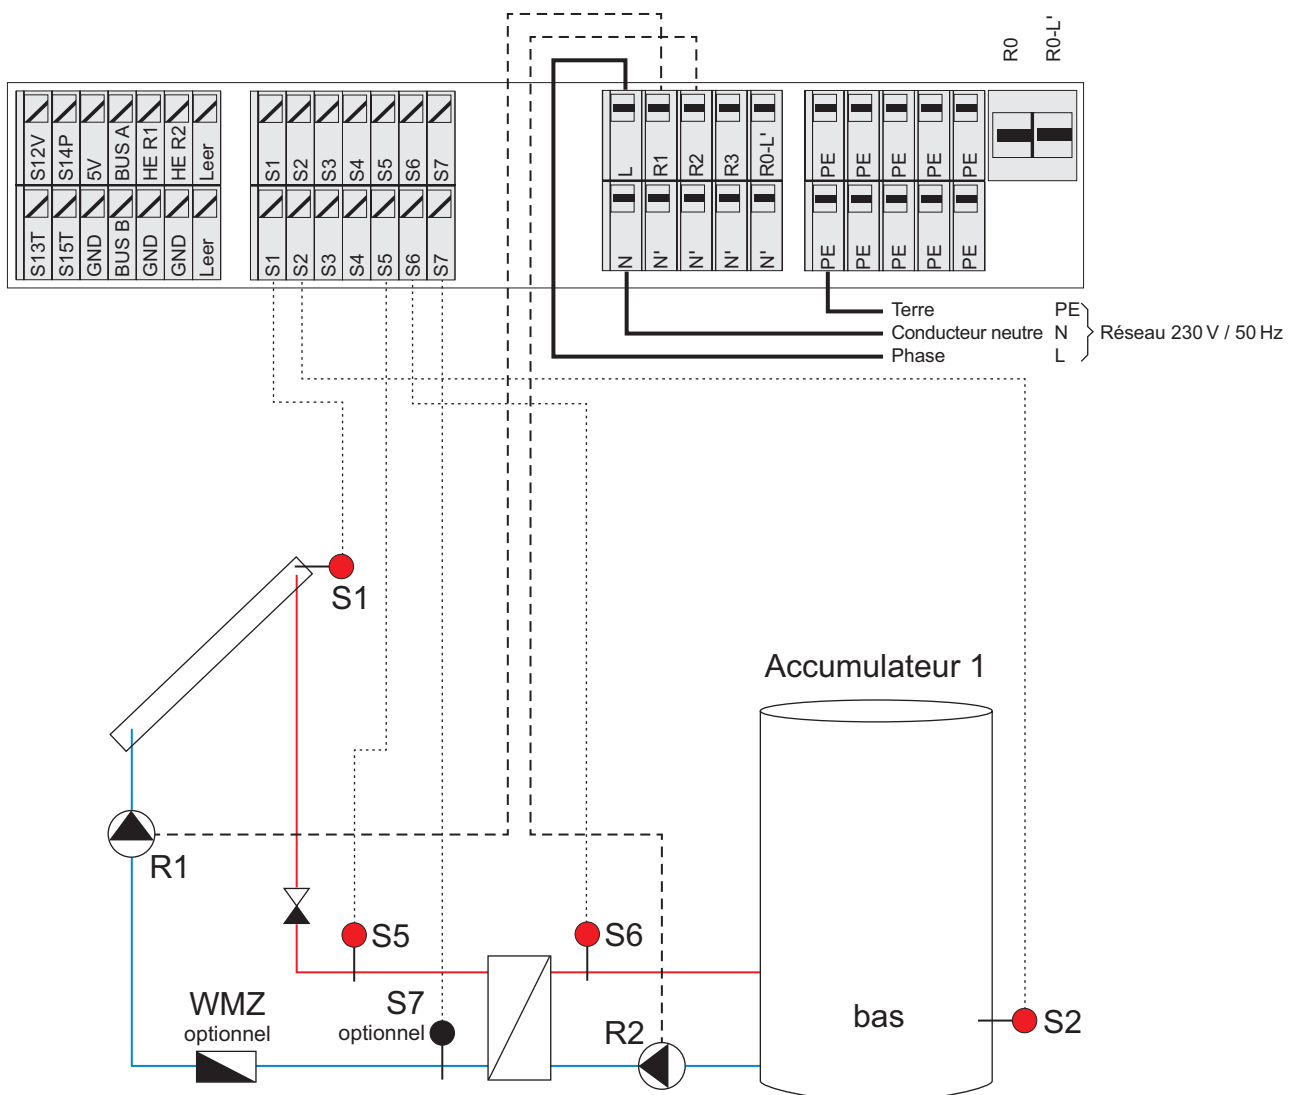 R0
R0-L'
S12V
S14P
5V
BUS A
HE R1
HE R2
Leer
S1
S2
S3
S4
S5
S6
S7
L
R1
R2
R3
R0-L'
PE
PE
PE
PE
PE
S13T
S15T
GND
BUS B
GND
GND
Leer
S1
S2
S3
S4
S5
S6
S7
N
N'
N'
N'
N'
PE
PE
PE
PE
PE
Terre PE
Conducteur neutre N Réseau 230 V / 50 Hz
Phase L
S1
Accumulateur 1
R1
S5
S6
WMZ
optionnel
S7
optionnel
R2
bas
S2